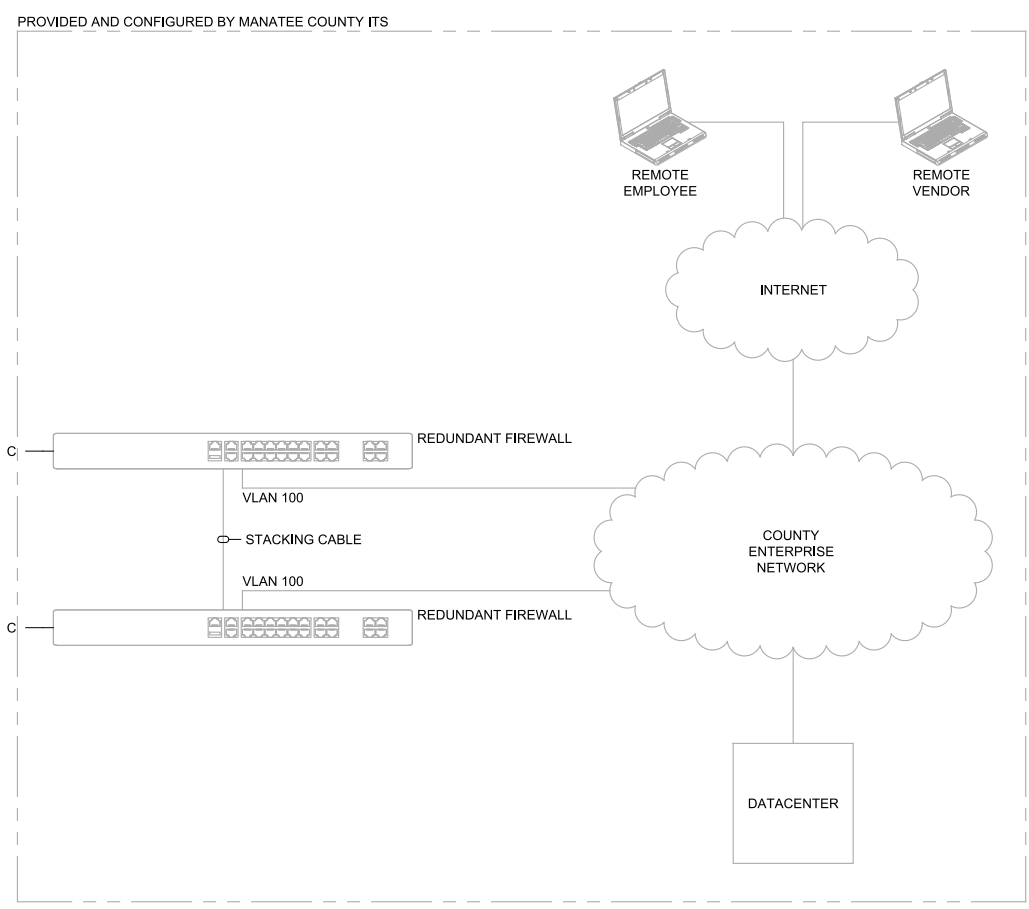 PROVIDED AND CONFIGURED BY MANATEE COUNTY ITS
REMOTE
EMPLOYEE
REMOTE
VENDOR
INTERNET
C
REDUNDANT FIREWALL
VLAN 100
STACKING CABLE
COUNTY
ENTERPRISE
NETWORK
VLAN 100
C
REDUNDANT FIREWALL
DATACENTER